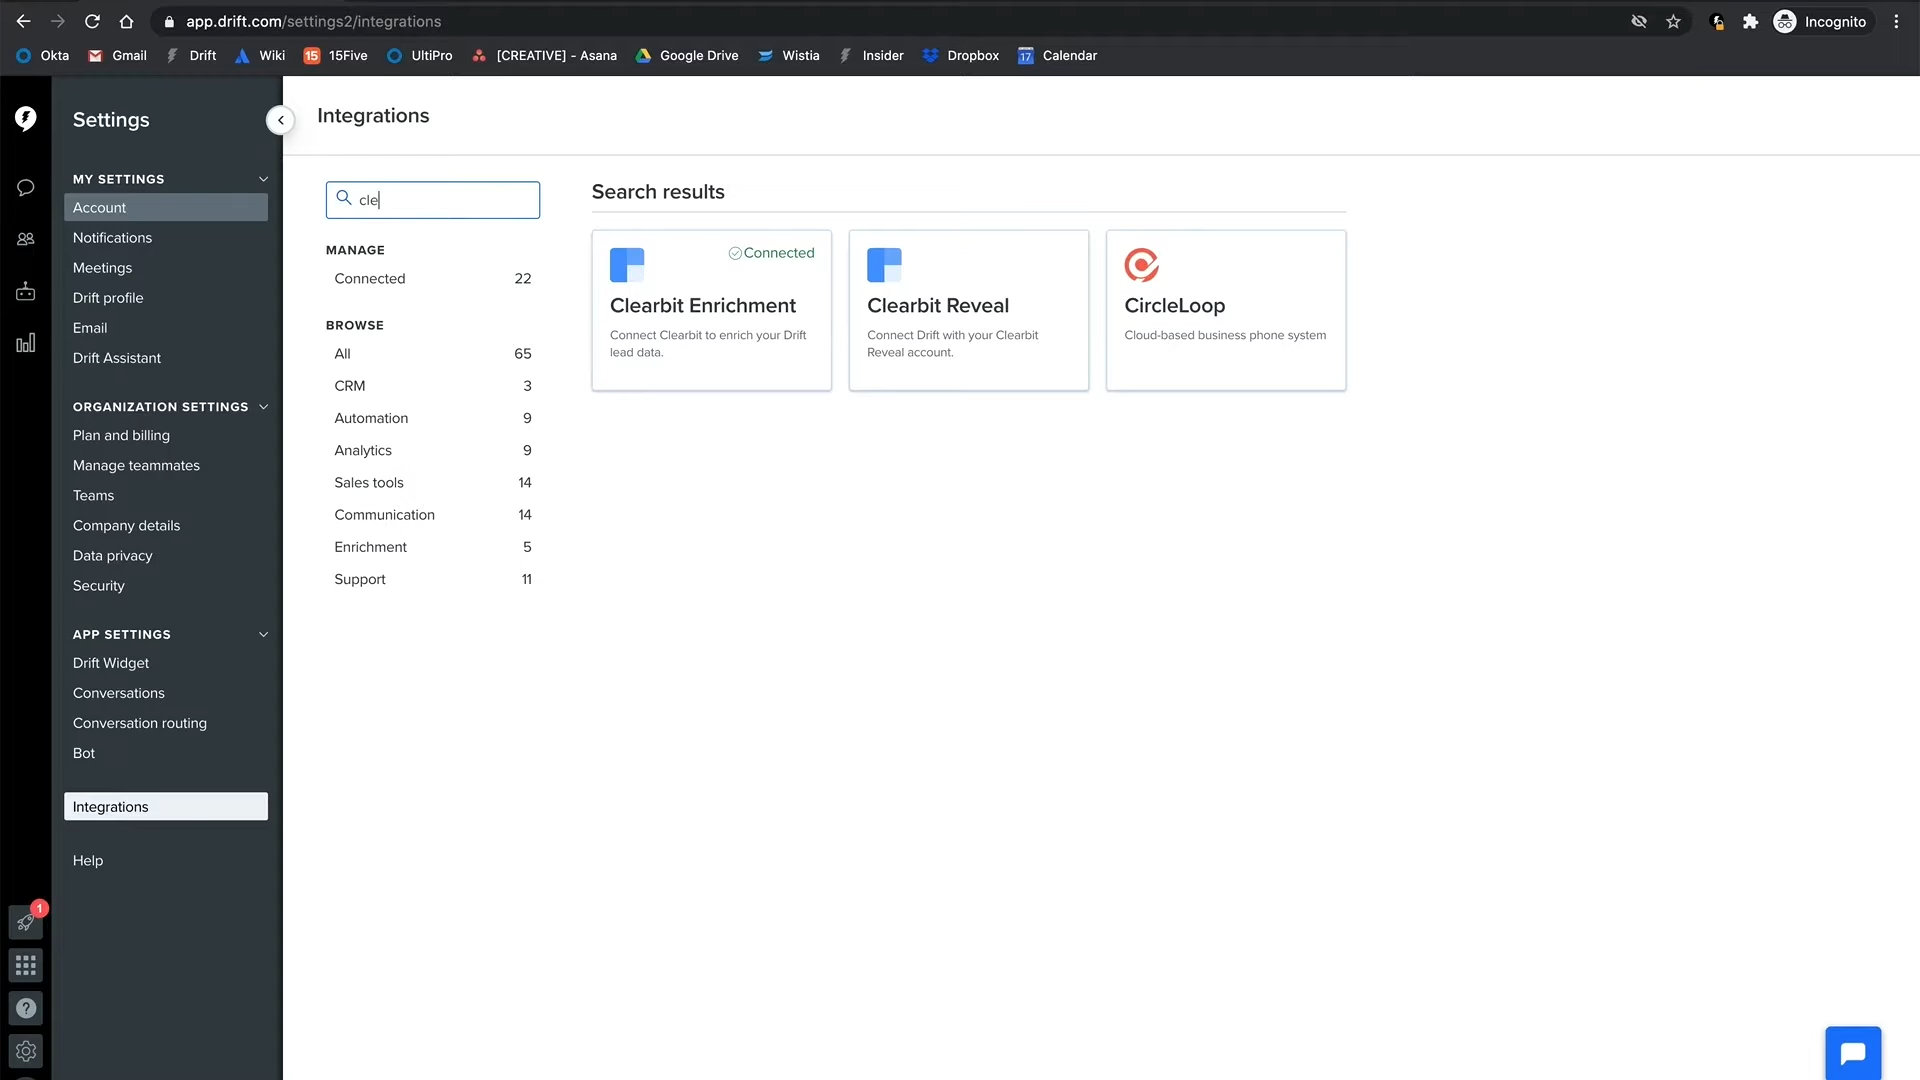 app.drift.com/settings2/integrations
Incognito
Okta
Gmail
Drift
Wiki
15
15Five
UltiPro
[CREATIVE] - Asana
Google Drive
Wistia
Insider
Dropbox
17
Calendar
Settings
MY SETTINGS
Account
Notifications
Meetings
Drift profile
Email
Drift Assistant
ORGANIZATION SETTINGS
Plan and billing
Manage teammates
Teams
Company details
Data privacy
Security
APP SETTINGS
Drift Widget
Conversations
Conversation routing
Bot
Integrations
Help
1
Integrations
cle
MANAGE
Connected 22
BROWSE
All 65
CRM 3
Automation 9
Analytics 9
Sales tools 14
Communication 14
Enrichment 5
Support 11
Search results
Connected
Clearbit Enrichment
Connect Clearbit to enrich your Drift
lead data.
Clearbit Reveal
Connect Drift with your Clearbit
Reveal account.
CircleLoop
Cloud-based business phone system